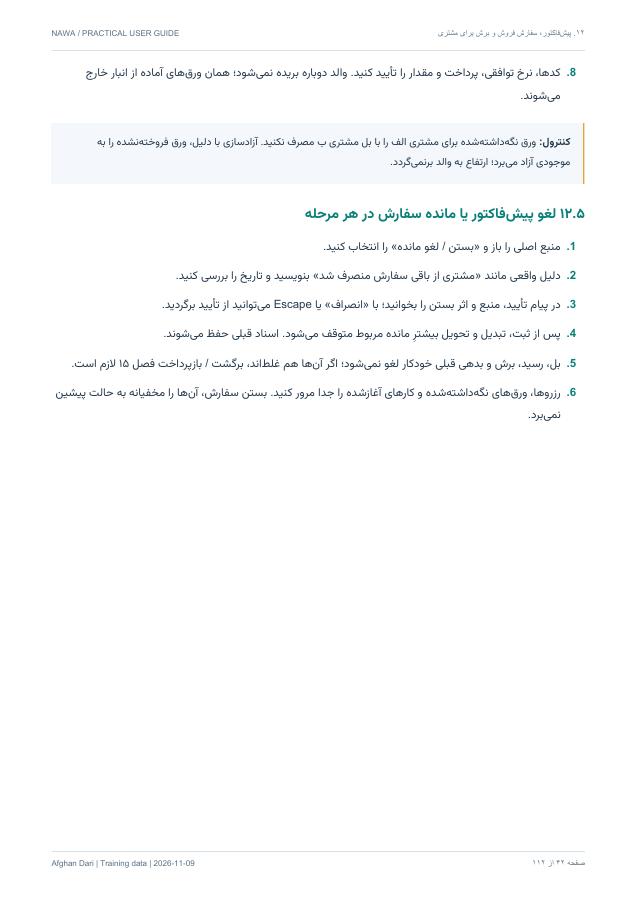 ۱۲. پیش‌فاکتور، سفارش فروش و برش برای مشتری
NAWA / PRACTICAL USER GUIDE
8. کدها، نرخ توافقی، پرداخت و مقدار را تأیید کنید. والد دوباره بریده نمی‌شود؛ همان ورق‌های آماده از انبار خارج
می‌شوند.
کنترول: ورق نگه‌داشته‌شده برای مشتری الف را با بل مشتری ب مصرف نکنید. آزادسازی با دلیل، ورق فروخته‌نشده را به
موجودی آزاد می‌برد؛ ارتفاع به والد برنمی‌گردد.
۱۲.۵ لغو پیش‌فاکتور یا مانده سفارش در هر مرحله
1. منبع اصلی را باز و «بستن / لغو مانده» را انتخاب کنید.
2. دلیل واقعی مانند «مشتری از باقی سفارش منصرف شد» بنویسید و تاریخ را بررسی کنید.
3. در پیام تأیید، منبع و اثر بستن را بخوانید؛ با «انصراف» یا Escape می‌توانید از تأیید برگردید.
4. پس از ثبت، تبدیل و تحویل بیشترِ مانده مربوط متوقف می‌شود. اسناد قبلی حفظ می‌شوند.
5. بل، رسید، برش و بدهی قبلی خودکار لغو نمی‌شود؛ اگر آن‌ها هم غلط‌اند، برگشت / بازپرداخت فصل ۱۵ لازم است.
6. رزروها، ورق‌های نگه‌داشته‌شده و کارهای آغازشده را جدا مرور کنید. بستن سفارش، آن‌ها را مخفیانه به حالت پیشین
نمی‌برد.
صفحه ۴۲ از ۱۱۲
Afghan Dari | Training data | 2026-11-09